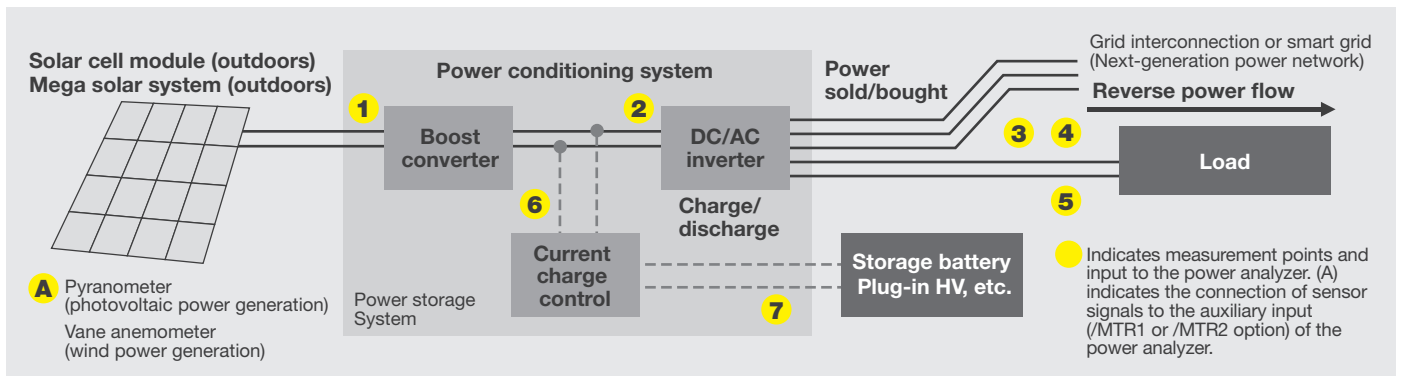 Solar cell module (outdoors)
Mega solar system (outdoors)
Power conditioning system
Power
sold/bought
Grid interconnection or smart grid
(Next-generation power network)
Reverse power flow
1
Boost
converter
2
DC/AC
inverter
3
4
Load
5
6
Charge/
discharge
Current
charge
control
Storage battery
Plug-in HV, etc.
7
Power storage
System
A
Pyranometer
(photovoltaic power generation)
Vane anemometer
(wind power generation)
Indicates measurement points and
input to the power analyzer. (A)
indicates the connection of sensor
signals to the auxiliary input
(/MTR1 or /MTR2 option) of the
power analyzer.